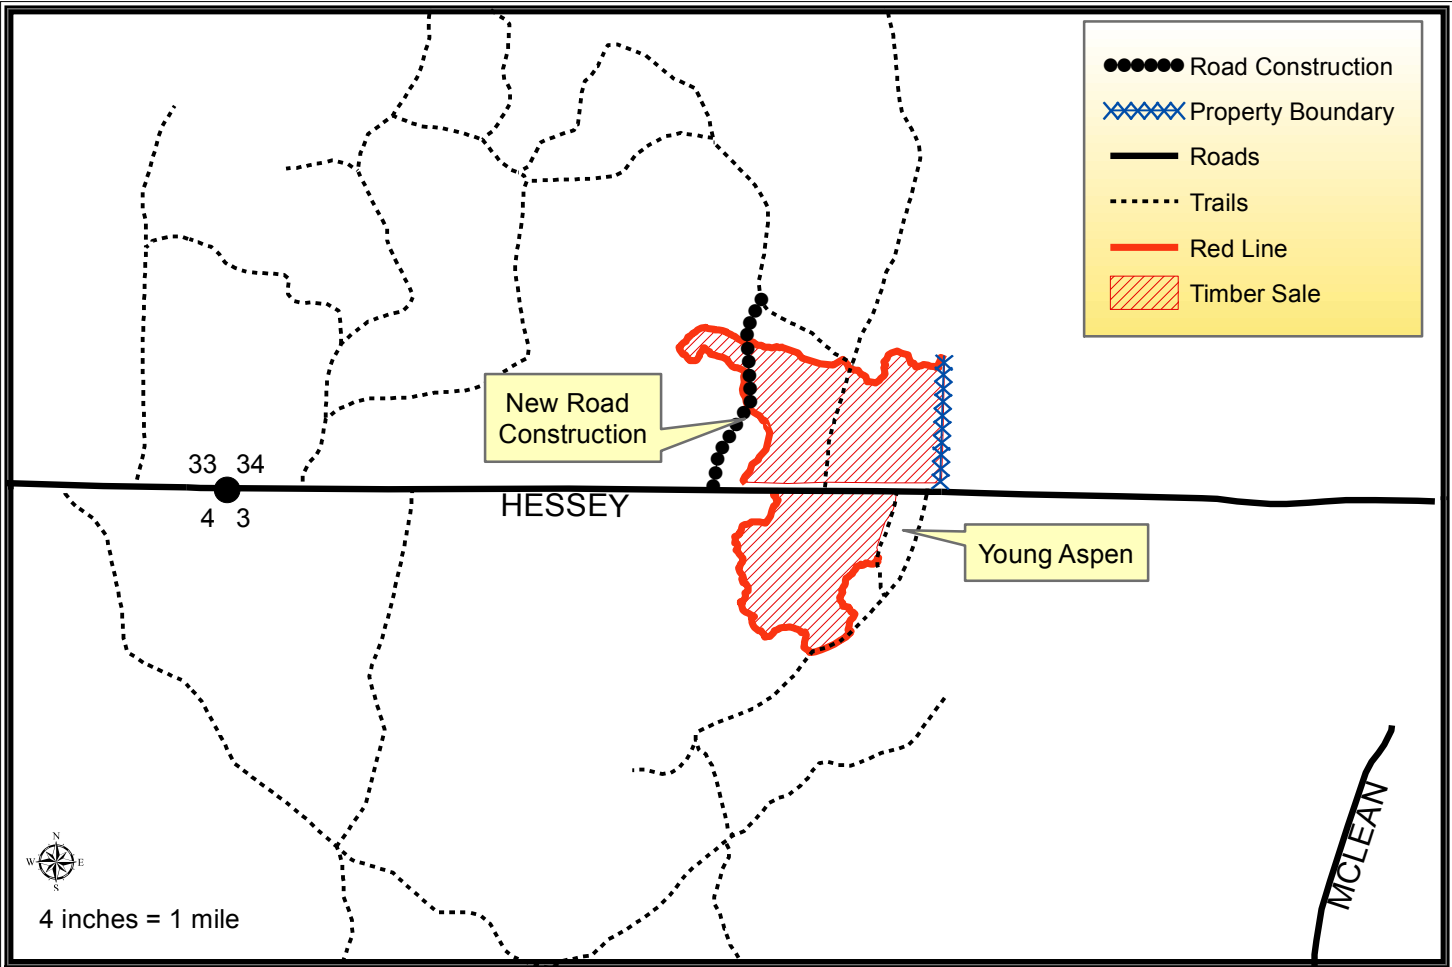 Road Construction
Property Boundary
Roads
Trails
Red Line
Timber Sale
New Road
Construction
33 34
4 3
HESSEY
Young Aspen
MCLEAN
N
W E
S
4 inches = 1 mile